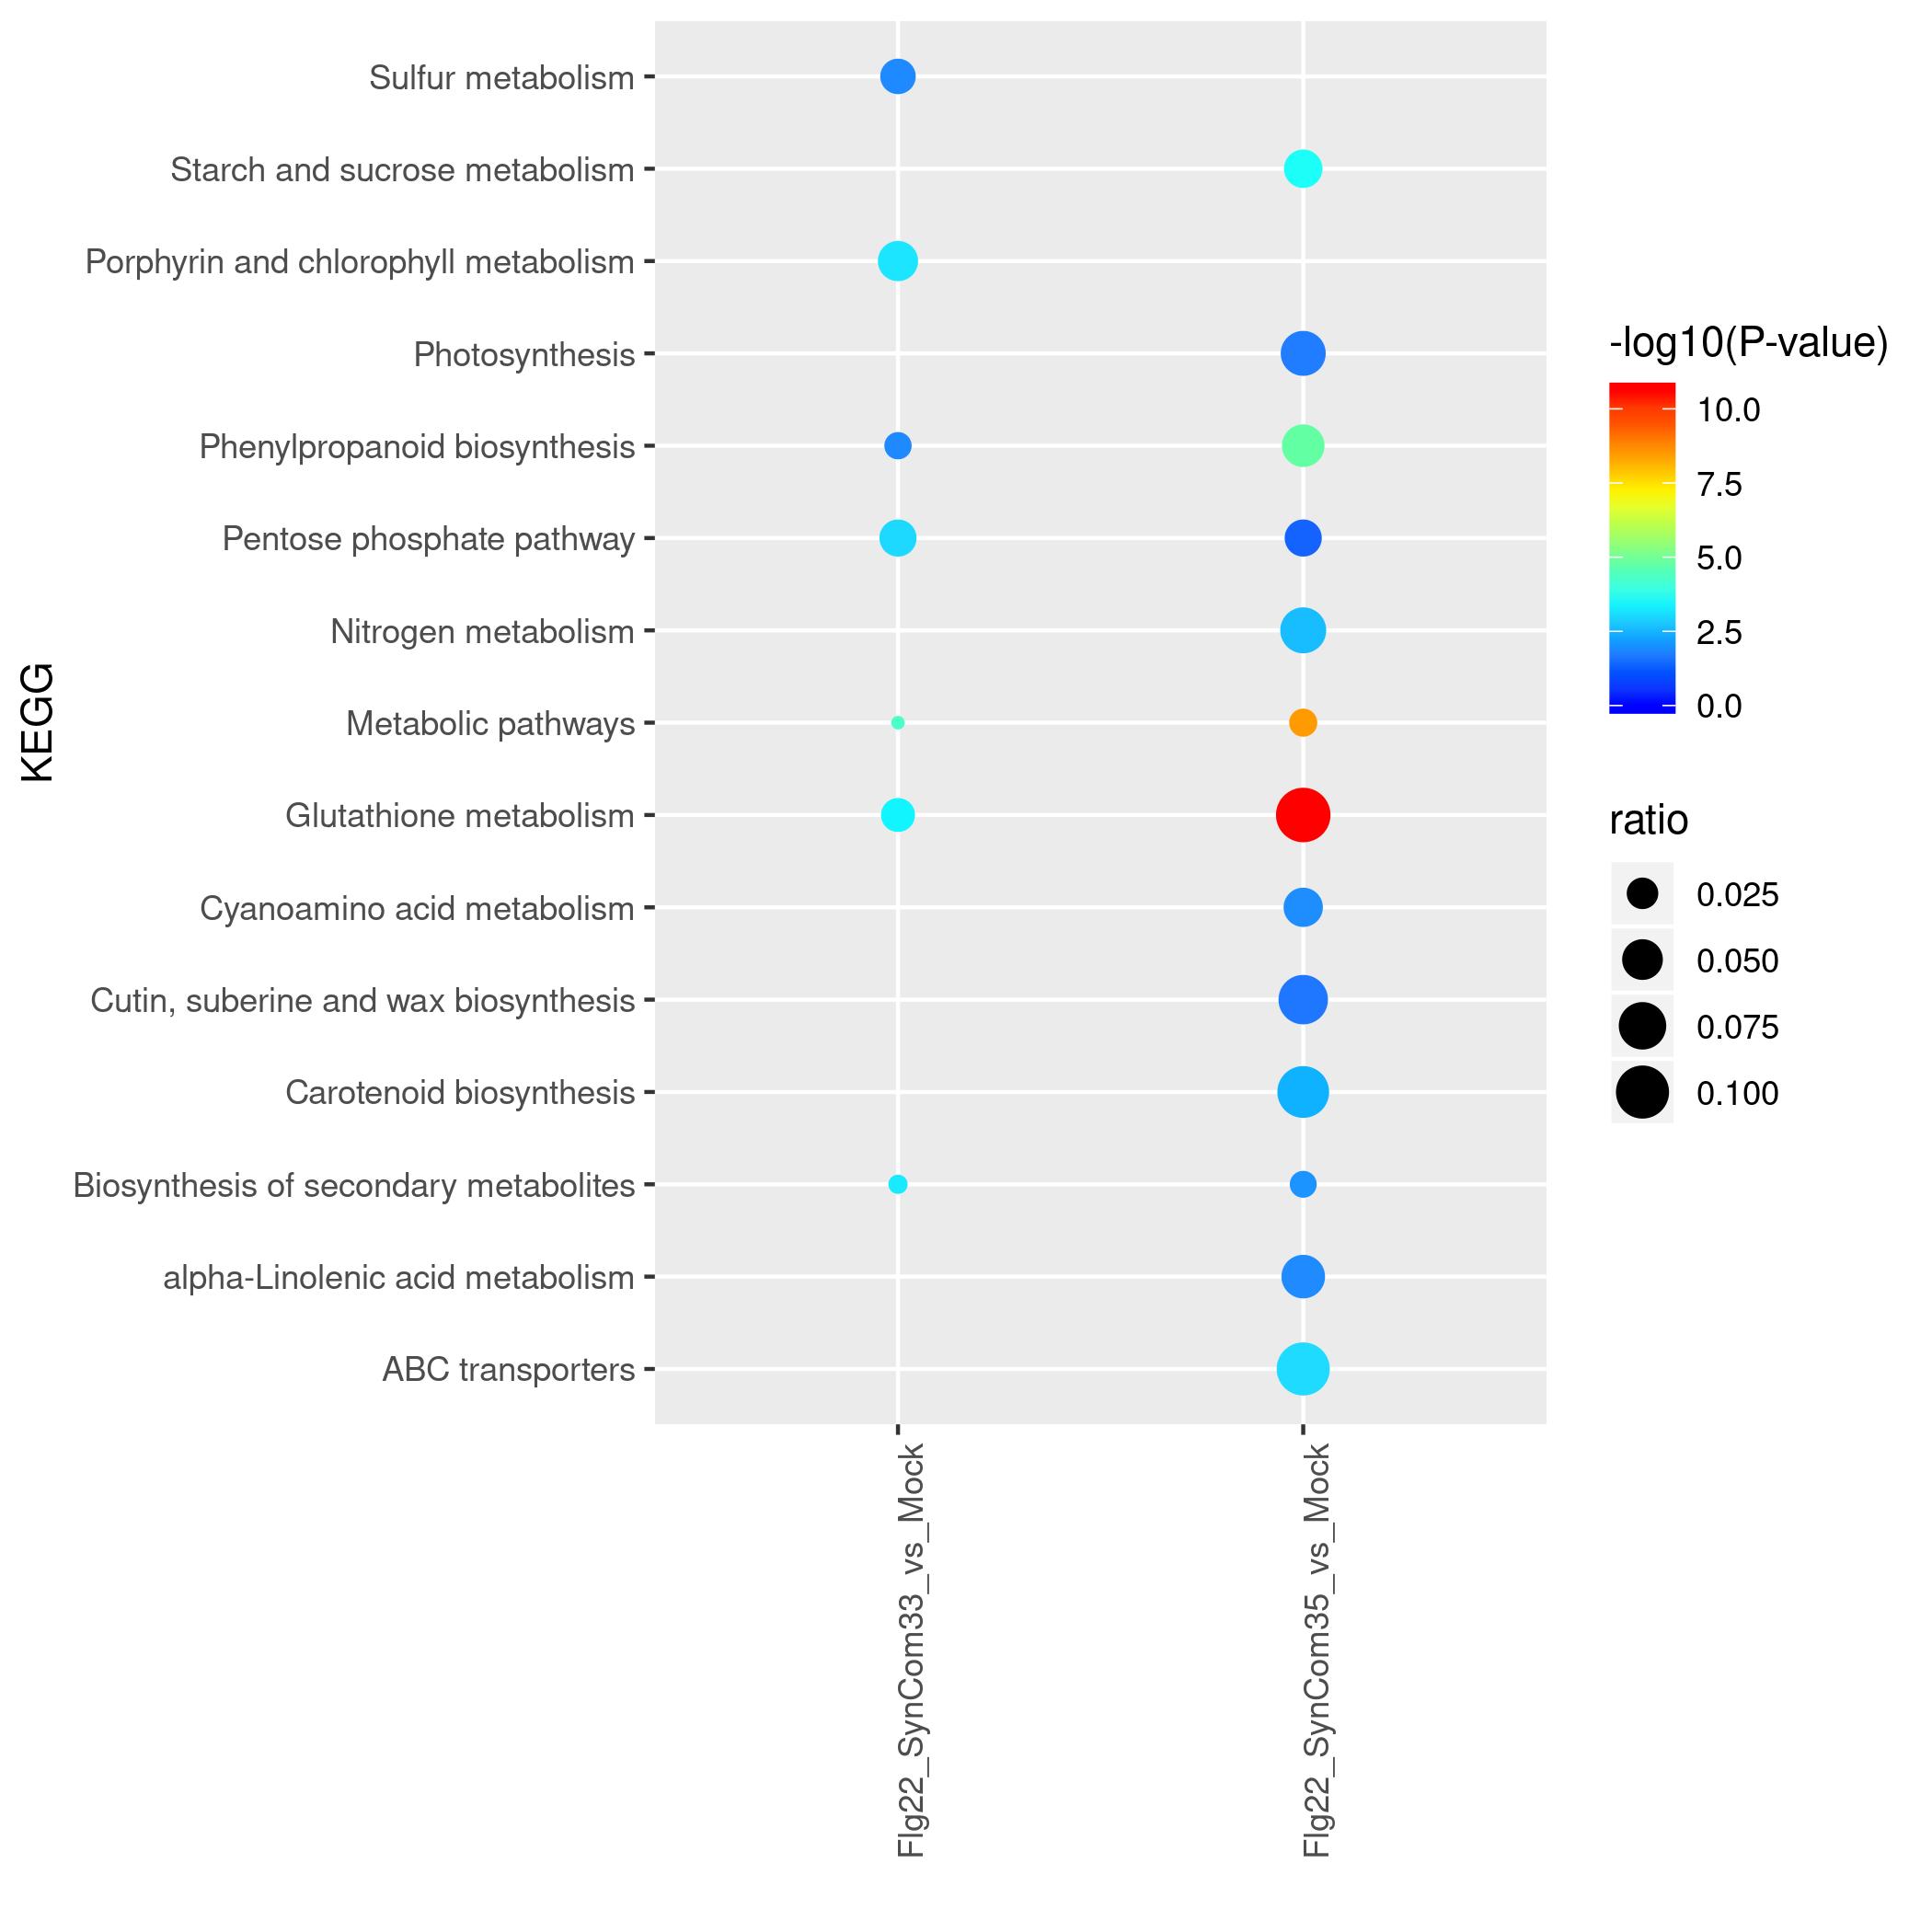 KEGG
Sulfur metabolism
Starch and sucrose metabolism
Porphyrin and chlorophyll metabolism
Photosynthesis
Phenylpropanoid biosynthesis
Pentose phosphate pathway
Nitrogen metabolism
Metabolic pathways
Glutathione metabolism
Cyanoamino acid metabolism
Cutin, suberine and wax biosynthesis
Carotenoid biosynthesis
Biosynthesis of secondary metabolites
alpha-Linolenic acid metabolism
ABC transporters
Flg22_SynCom33_vs_Mock
Flg22_SynCom35_vs_Mock
-log10(P-value)
10.0
7.5
5.0
2.5
0.0
ratio
0.025
0.050
0.075
0.100